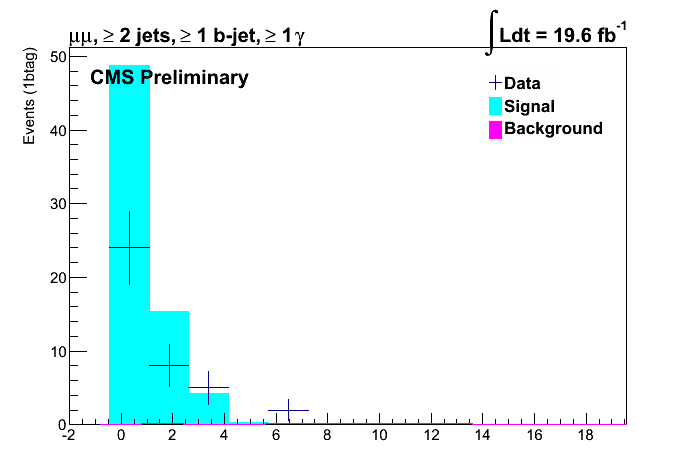 μμ, ≥ 2 jets, ≥ 1 b-jet, ≥ 1 γ
∫ Ldt = 19.6 fb⁻¹
CMS Preliminary
Data
Signal
Background
Events (1btag)
50
40
30
20
10
0
-2 0 2 4 6 8 10 12 14 16 18